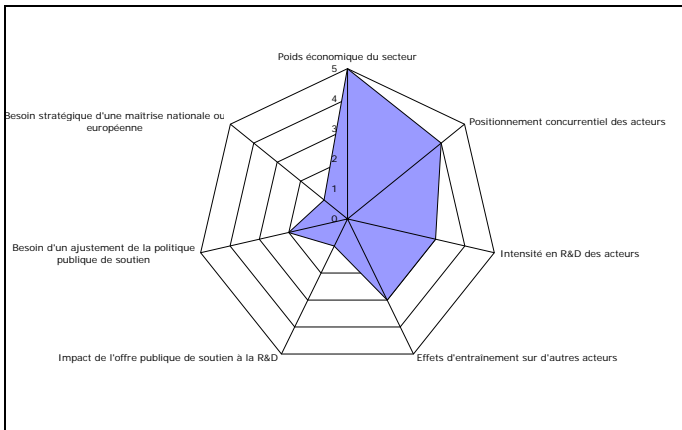 Poids économique du secteur
5
4
3
2
1
0
Positionnement concurrentiel des acteurs
Intensité en R&D des acteurs
Effets d'entraînement sur d'autres acteurs
Impact de l'offre publique de soutien à la R&D
Besoin d'un ajustement de la politique
publique de soutien
Besoin stratégique d'une maîtrise nationale ou
européenne